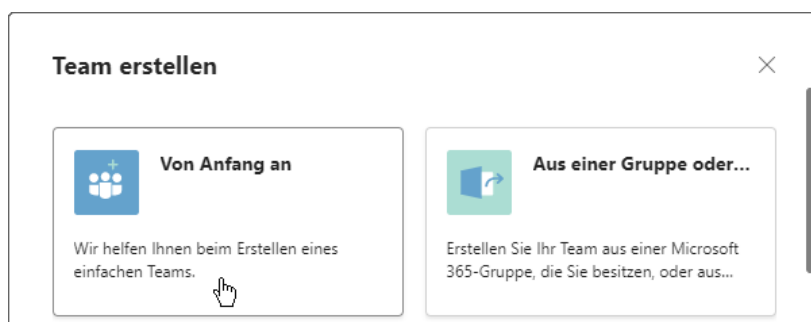 Team erstellen
Von Anfang an
Wir helfen Ihnen beim Erstellen eines
einfachen Teams.
Aus einer Gruppe oder...
Erstellen Sie Ihr Team aus einer Microsoft
365-Gruppe, die Sie besitzen, oder aus...